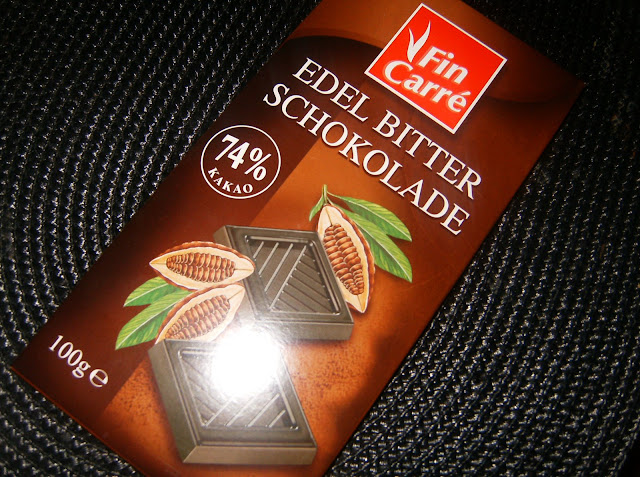 Fin
Carré
EDEL BITTER
SCHOKOLADE
74%
KAKAO
100g e